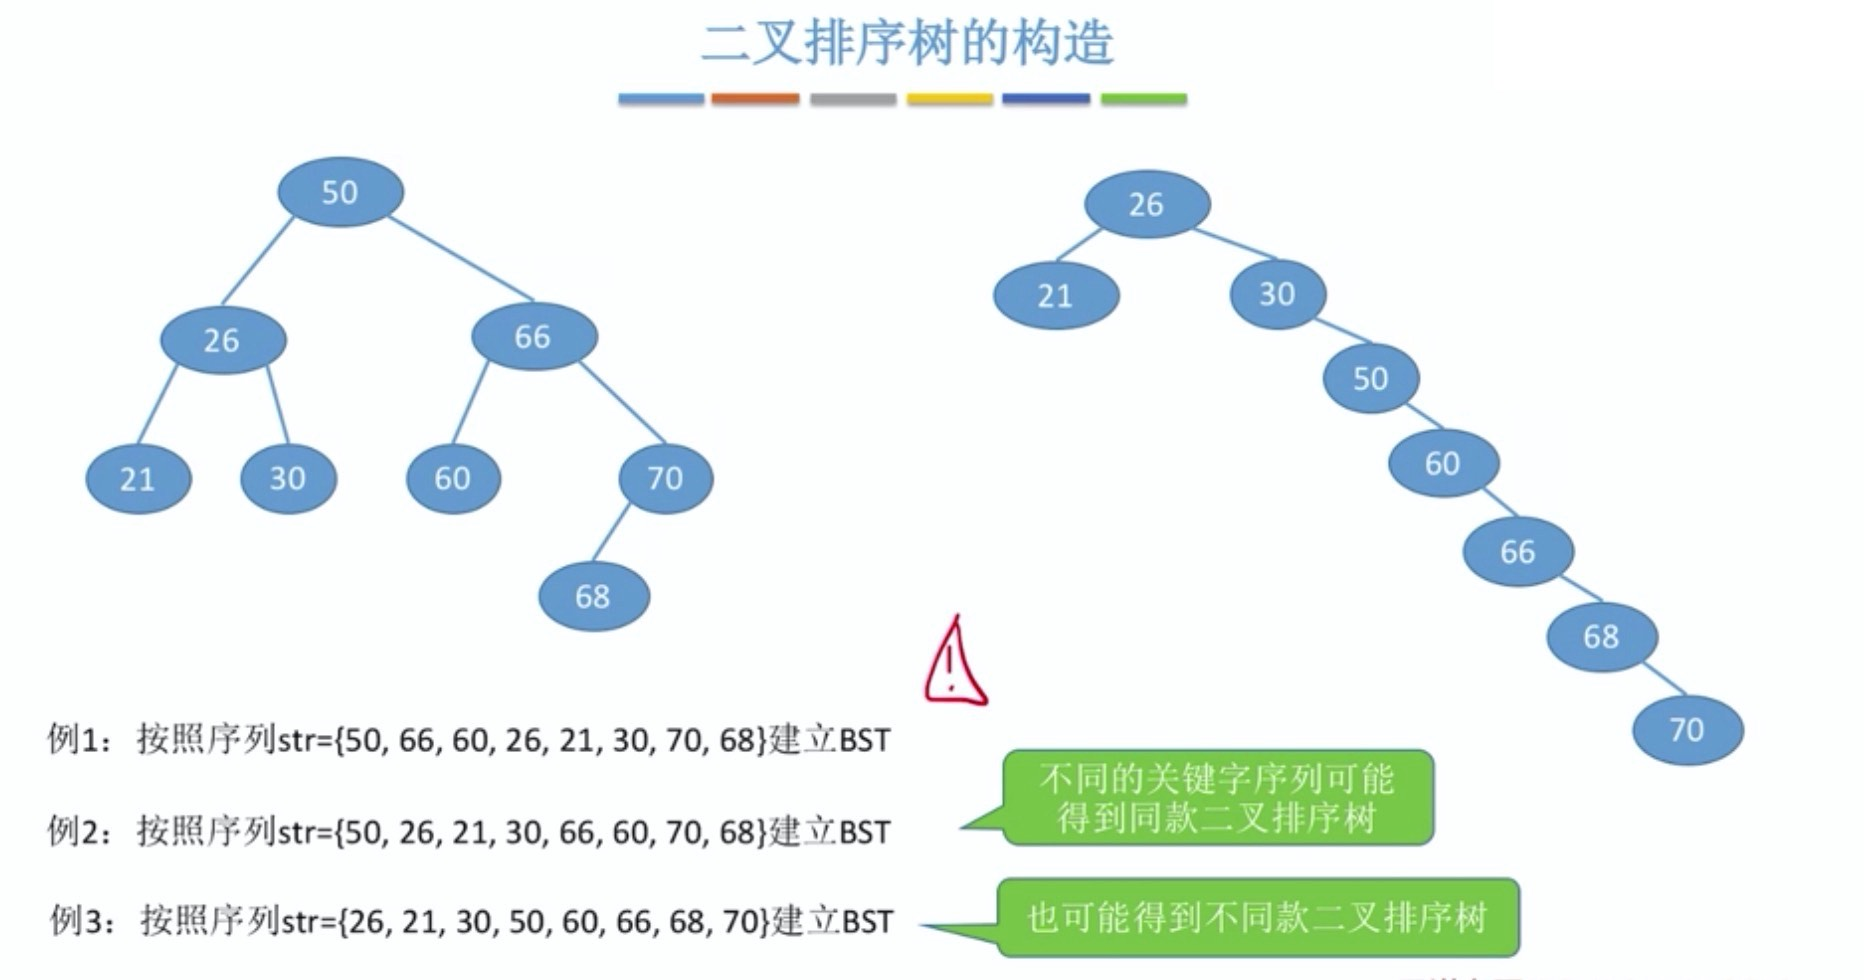 二叉排序树的构造
50
26
66
21
30
60
70
68
26
21
30
50
60
66
68
70
!
例1：按照序列str={50, 66, 60, 26, 21, 30, 70, 68}建立BST
不同的关键字序列可能
得到同款二叉排序树
例2：按照序列str={50, 26, 21, 30, 66, 60, 70, 68}建立BST
例3：按照序列str={26, 21, 30, 50, 60, 66, 68, 70}建立BST
也可能得到不同款二叉排序树